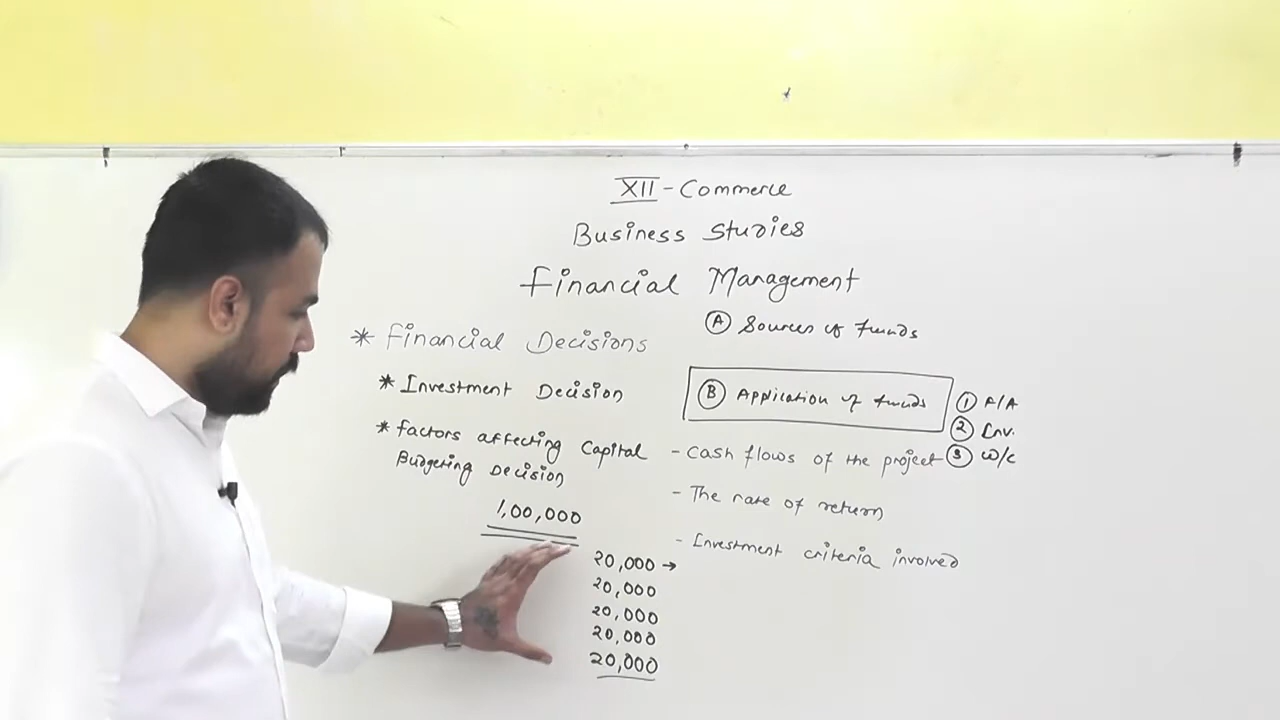 XII - Commerce
Business Studies
Financial Management
Ⓐ Sources of funds
* Financial Decisions
* Investment Decision
Ⓑ Application of funds
① F/A
② Inv.
③ W/C
* factors affecting Capital
Budgeting Decision
- Cash flows of the project
- The rate of return
- Investment criteria involved
1,00,000
20,000 →
20,000
20,000
20,000
20,000